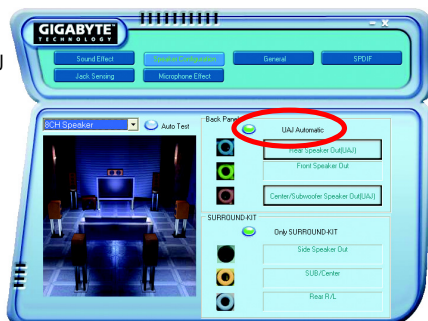 GIGABYTE™
TECHNOLOGY
- X
Sound Effect
Speaker Configuration
General
SPDIF
Jack Sensing
Microphone Effect
8CH Speaker
Auto Test
Back Panel
UAJ Automatic
Rear Speaker Out(UAJ)
Front Speaker Out
Center/Subwoofer Speaker Out(UAJ)
SURROUND-KIT
Only SURROUND-KIT
Side Speaker Out
SUB/Center
Rear R/L